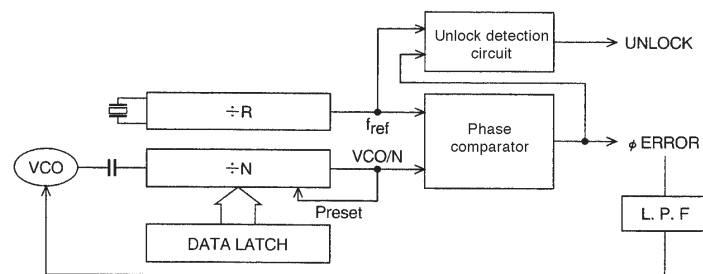 Unlock detection
circuit
UNLOCK
÷R
fref
Phase
comparator
φ ERROR
VCO
÷N
VCO/N
Preset
DATA LATCH
L. P. F